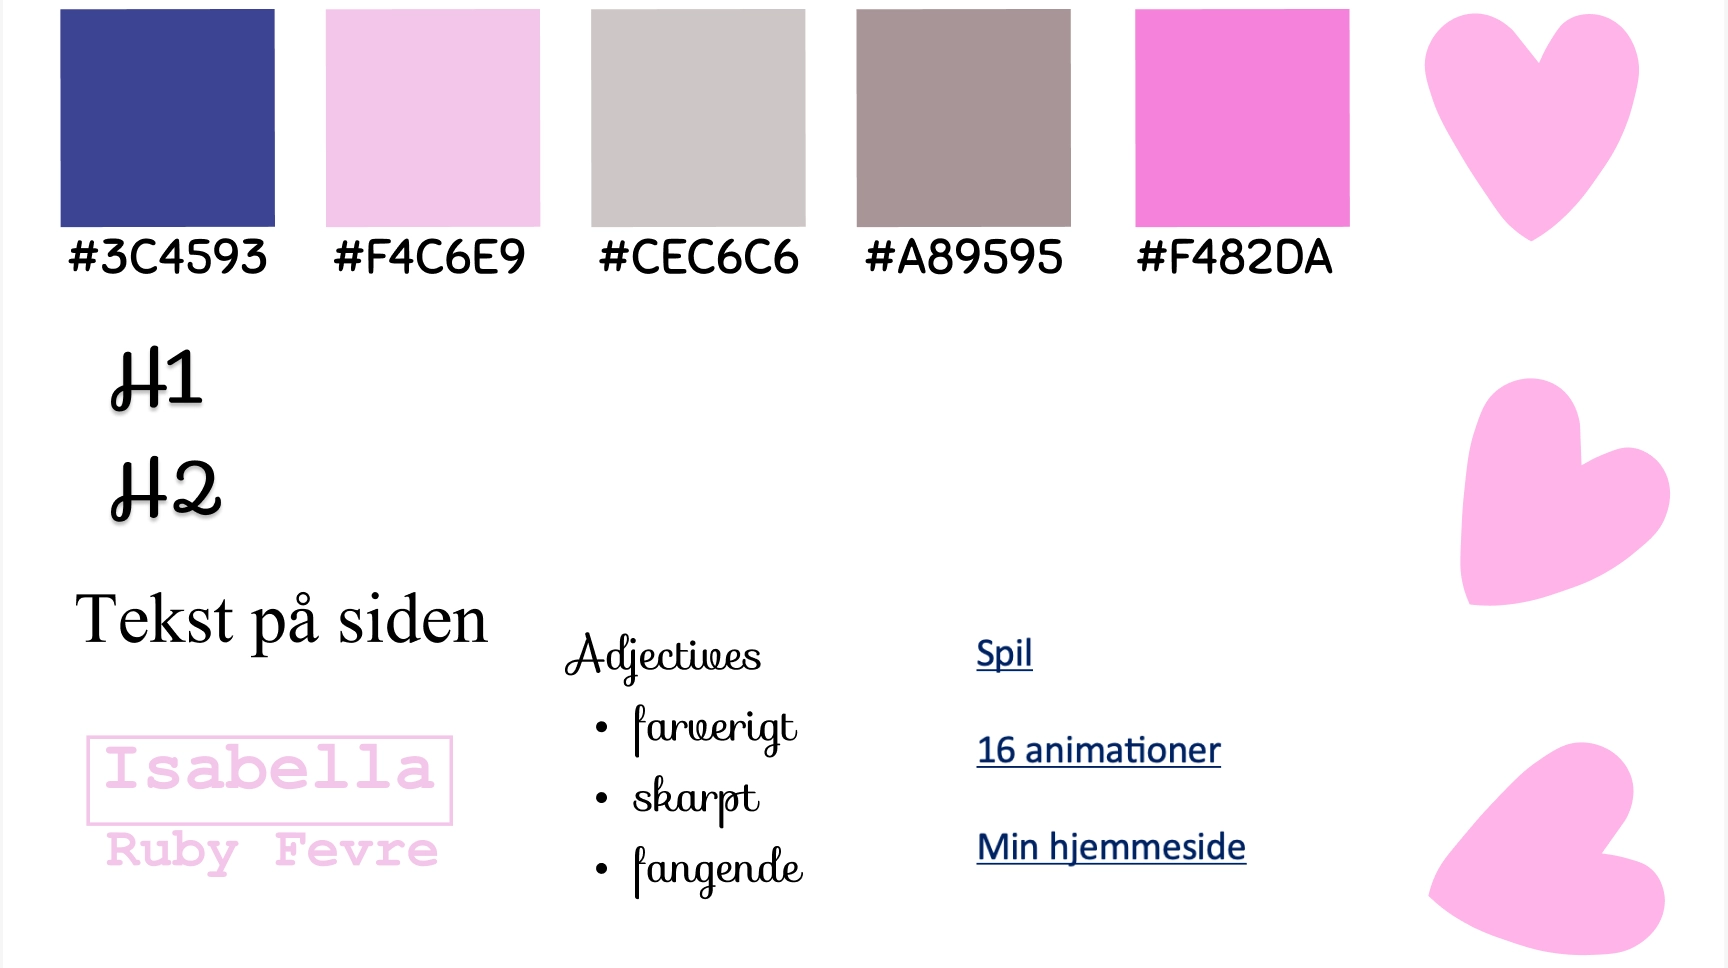 #3C4593 #F4C6E9 #CEC6C6 #A89595 #F482DA
H1
H2
Tekst på siden
Isabella
Ruby Fevre
Adjectives
• farverigt
• skarpt
• fangende
Spil
16 animationer
Min hjemmeside